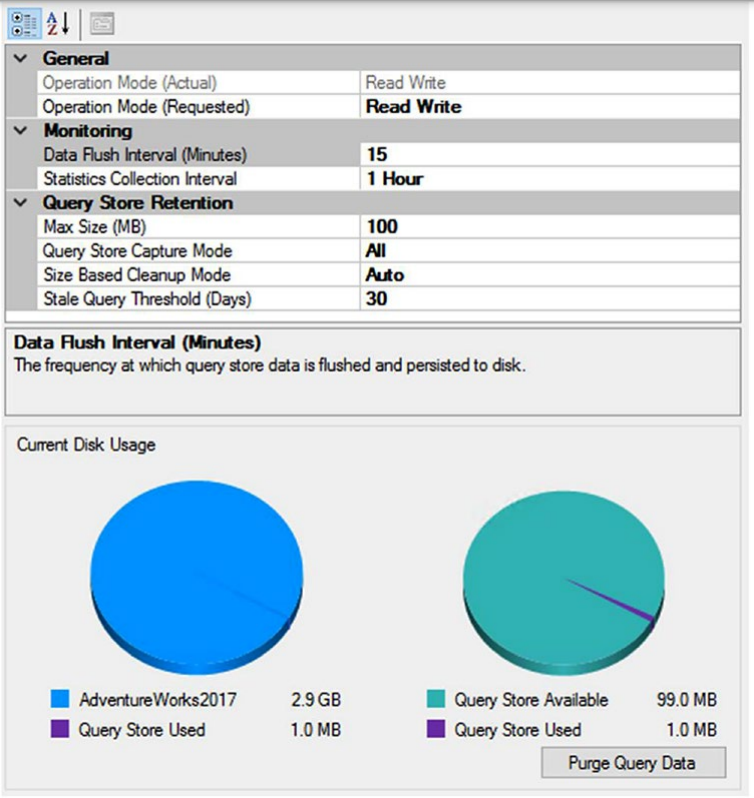 A
Z
General
Operation Mode (Actual) Read Write
Operation Mode (Requested) Read Write
Monitoring
Data Flush Interval (Minutes) 15
Statistics Collection Interval 1 Hour
Query Store Retention
Max Size (MB) 100
Query Store Capture Mode All
Size Based Cleanup Mode Auto
Stale Query Threshold (Days) 30
Data Flush Interval (Minutes)
The frequency at which query store data is flushed and persisted to disk.
Current Disk Usage
AdventureWorks2017 2.9 GB
Query Store Used 1.0 MB
Query Store Available 99.0 MB
Query Store Used 1.0 MB
Purge Query Data